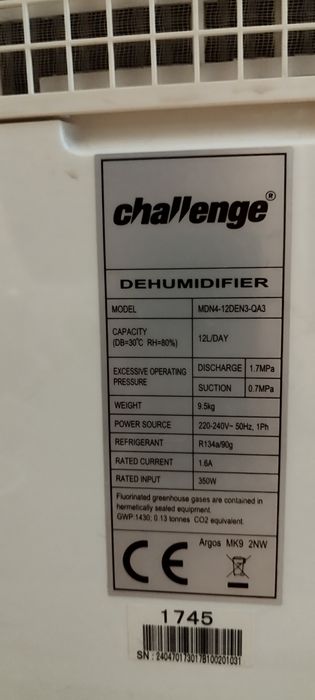 challenge®
DEHUMIDIFIER
MODEL MDN4-12DEN3-QA3
CAPACITY
(DB=30℃ RH=80%) 12L/DAY
EXCESSIVE OPERATING PRESSURE DISCHARGE 1.7MPa
SUCTION 0.7MPa
WEIGHT 9.5kg
POWER SOURCE 220-240V~ 50Hz, 1Ph
REFRIGERANT R134a/90g
RATED CURRENT 1.6A
RATED INPUT 350W
Fluorinated greenhouse gases are contained in
hermetically sealed equipment.
GWP:1430; 0.13 tonnes CO2 equivalent.
CE
Argos MK9 2NW
1745
SN : 2404701730178100201031